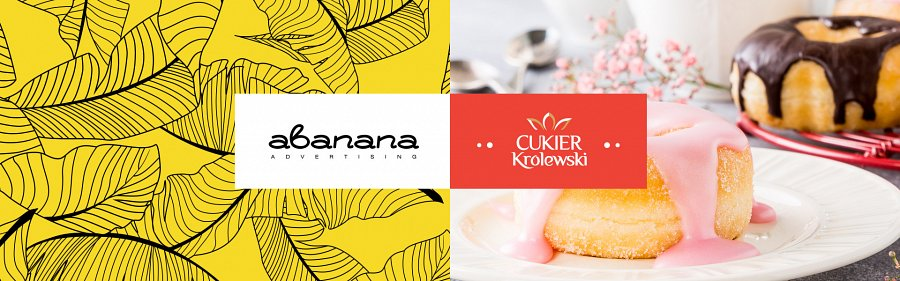 abanana
ADVERTISING
CUKIER
Krolewski